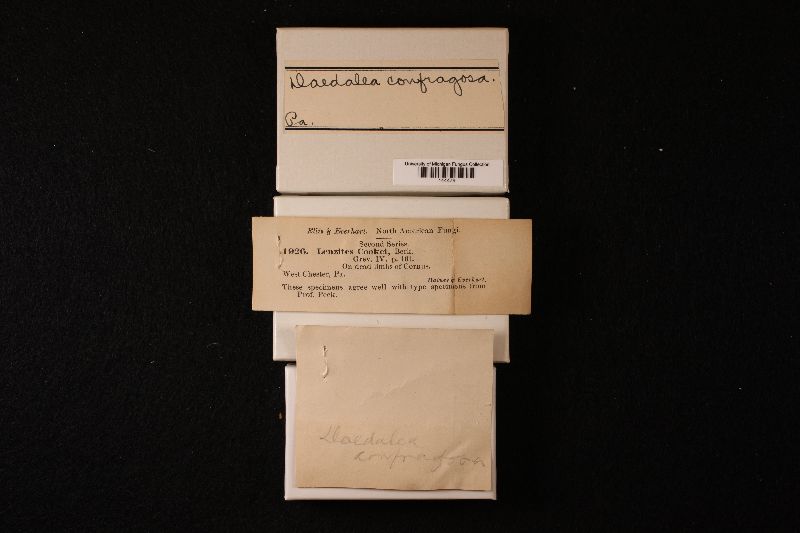 Daedalea confragosa.
Pa.
University of Michigan Fungus Collection
Ellis & Everhart. North American Fungi.
Second Series.
1926. Lenzites Cookei, Berk.
Grev. IV, p. 161.
On dead limbs of Cornus.
West Chester, Pa.
Haines & Everhart.
These specimens agree well with type specimens from
Prof. Peck.
Daedalea
confragosa